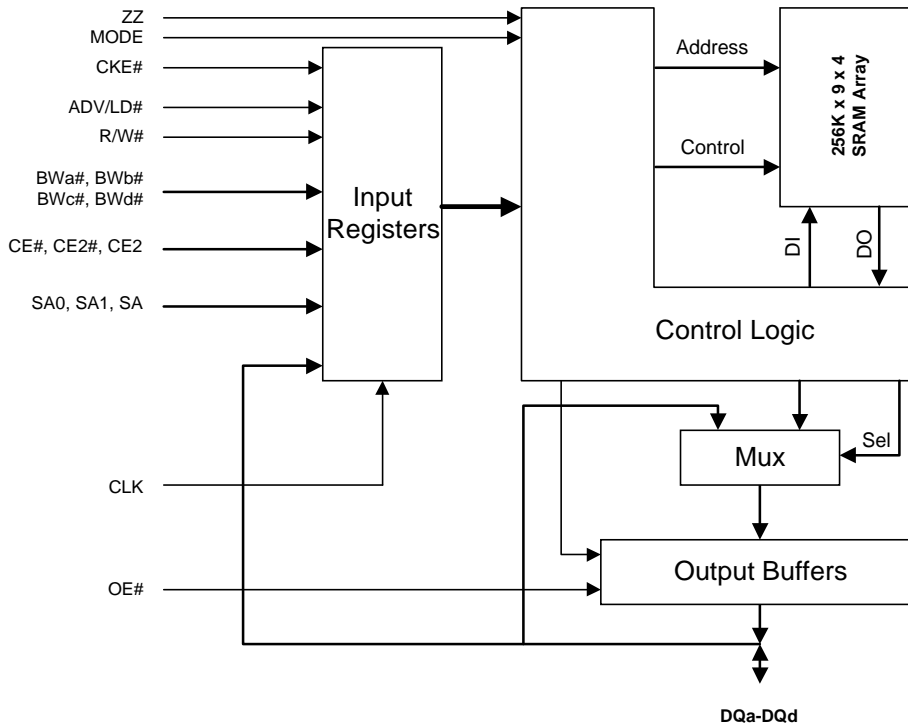 ZZ
MODE
CKE#
ADV/LD#
R/W#
BWa#, BWb#
BWc#, BWd#
CE#, CE2#, CE2
SA0, SA1, SA
CLK
OE#
Input
Registers
Address
Control
256K x 9 x 4
SRAM Array
DI
DO
Control Logic
Sel
Mux
Output Buffers
DQa-DQd